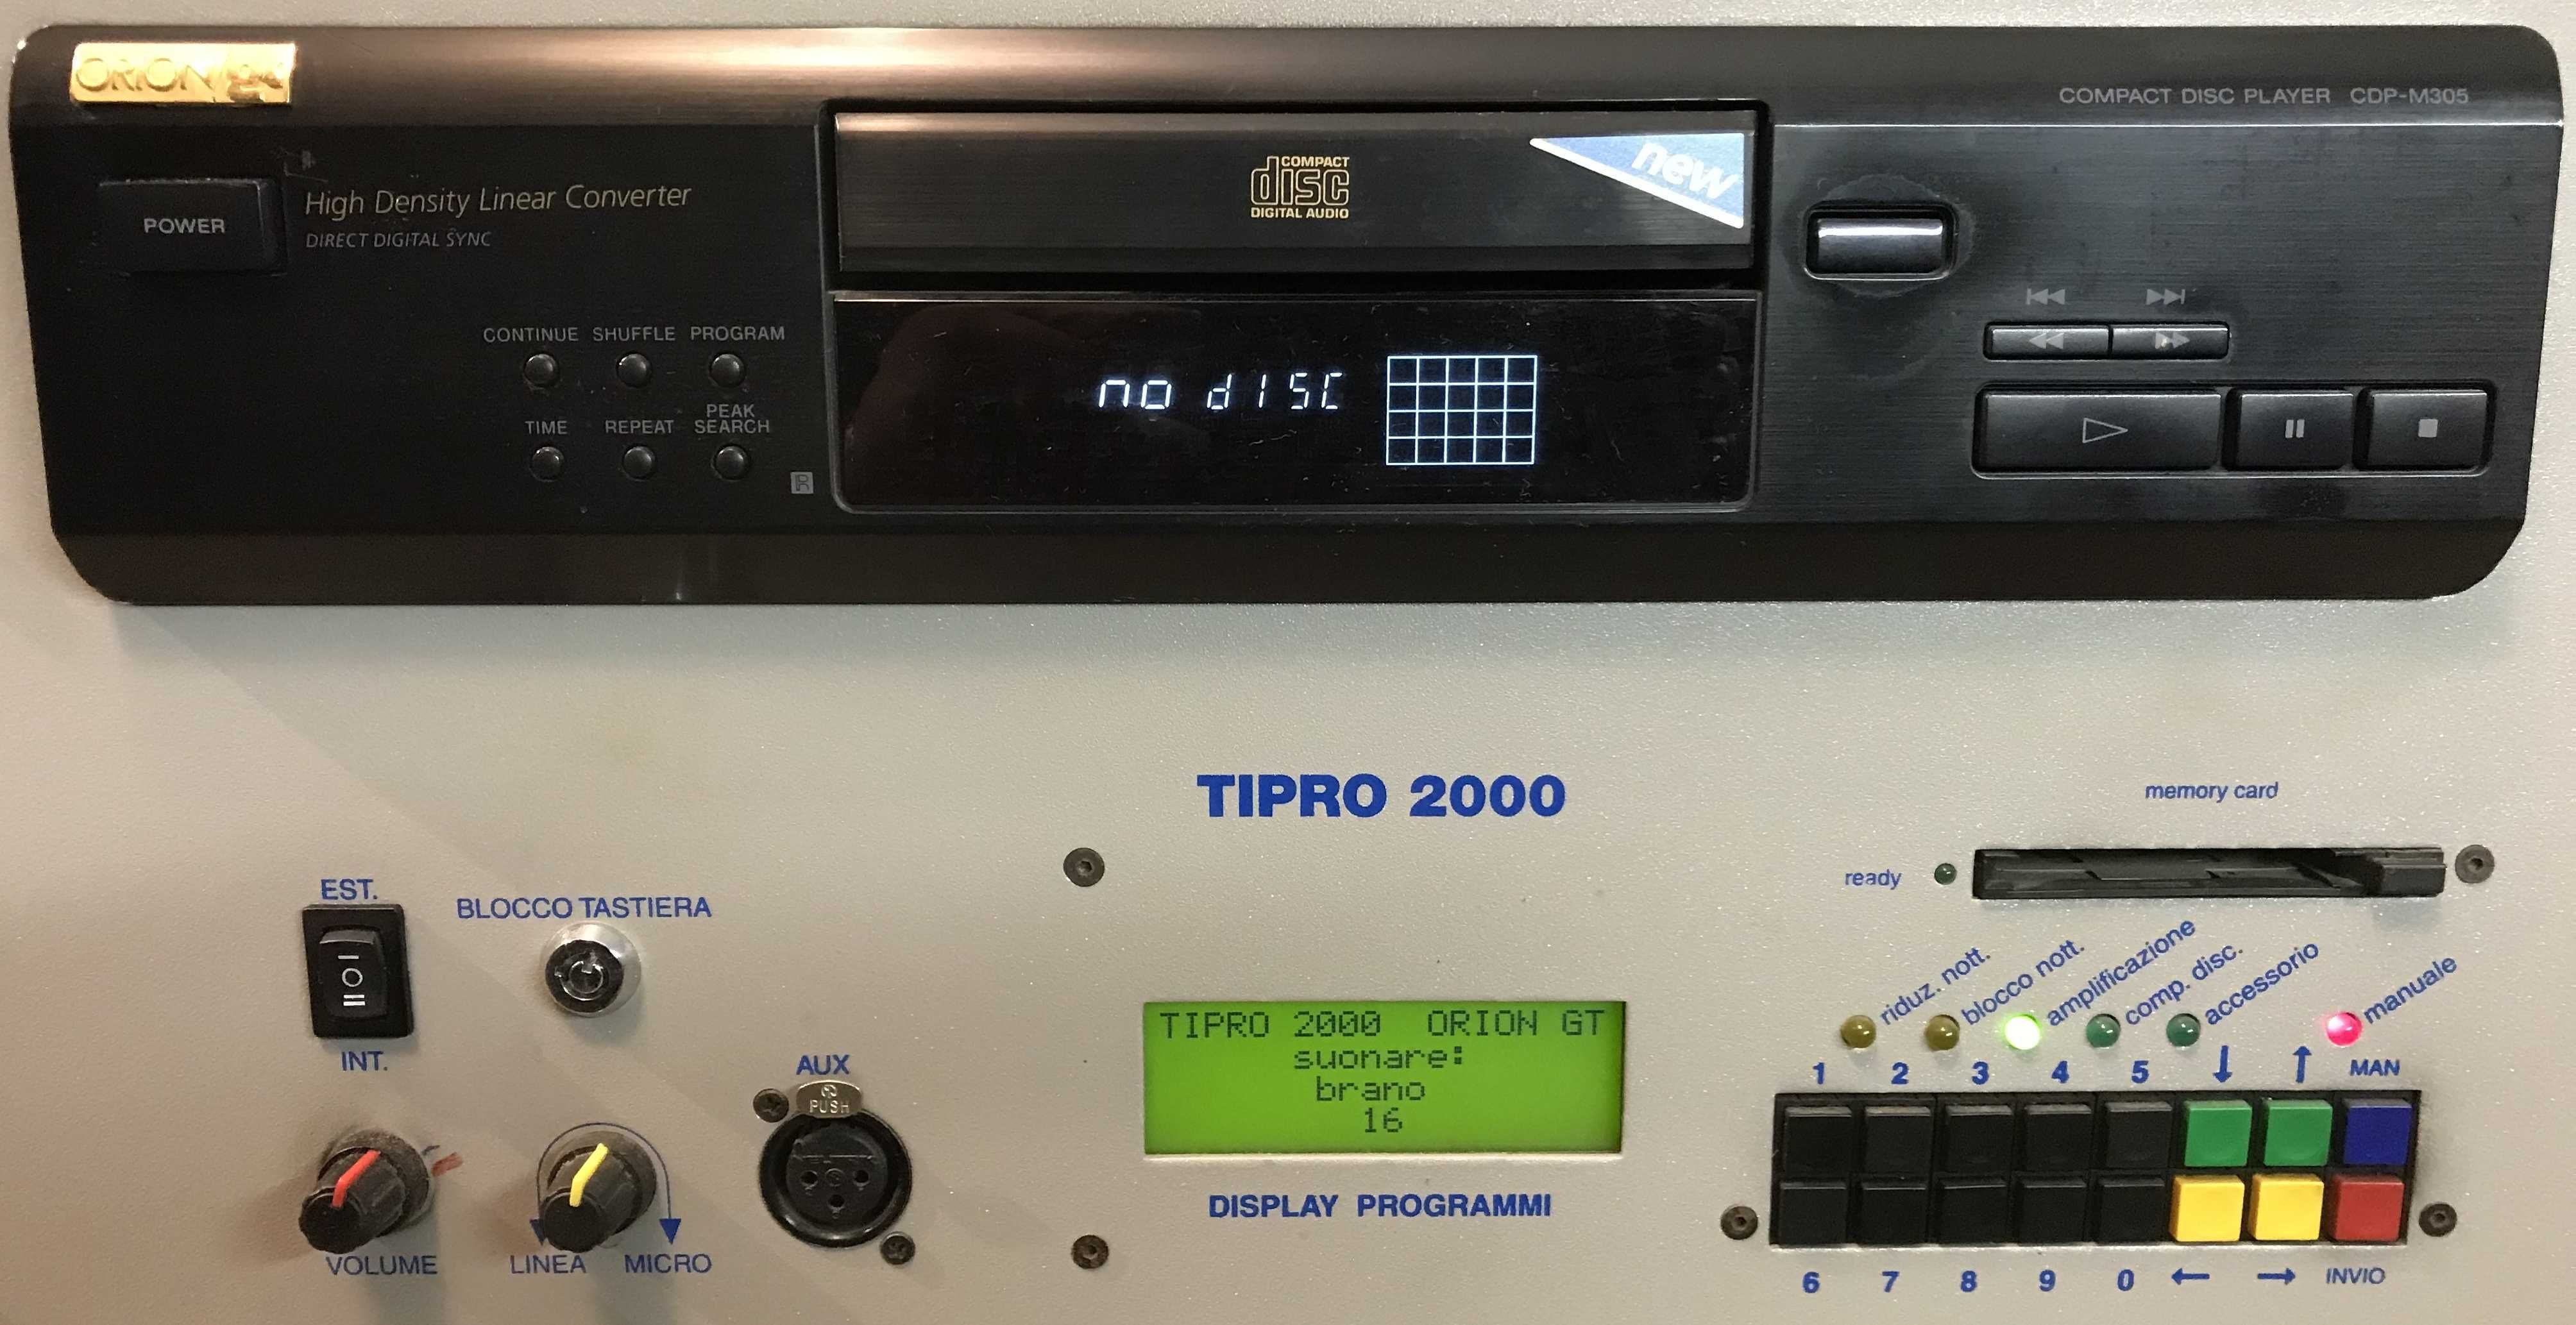 ORION
COMPACT DISC PLAYER CDP-M305
POWER
High Density Linear Converter
DIRECT DIGITAL SYNC
COMPACT
disc
DIGITAL AUDIO
new
CONTINUE SHUFFLE PROGRAM
TIME REPEAT PEAK SEARCH
no dISC
TIPRO 2000
memory card
ready
EST.
INT.
BLOCCO TASTIERA
AUX
PUSH
VOLUME
LINEA MICRO
TIPRO 2000 ORION GT
suonare:
brano
16
DISPLAY PROGRAMMI
riduz. nott.
blocco nott.
amplificazione
comp. disc.
accessorio
manuale
1 2 3 4 5 ↓ ↑ MAN
6 7 8 9 0 ← → INVIO